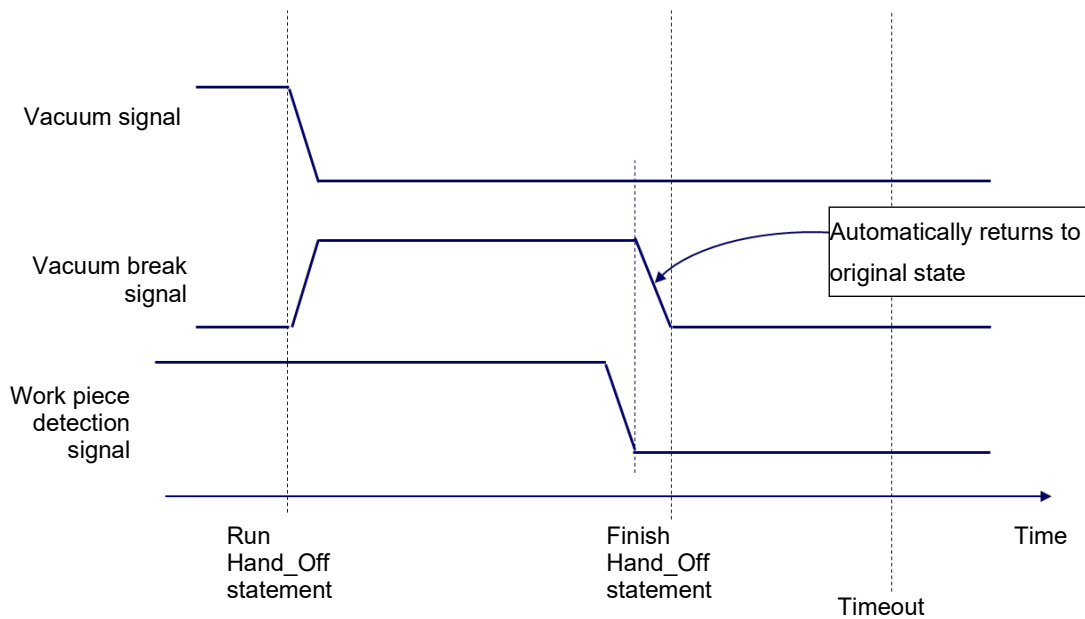 Vacuum signal
Automatically returns to
original state
Vacuum break
signal
Work piece
detection
signal
Run
Hand_Off
statement
Finish
Hand_Off
statement
Time
Timeout